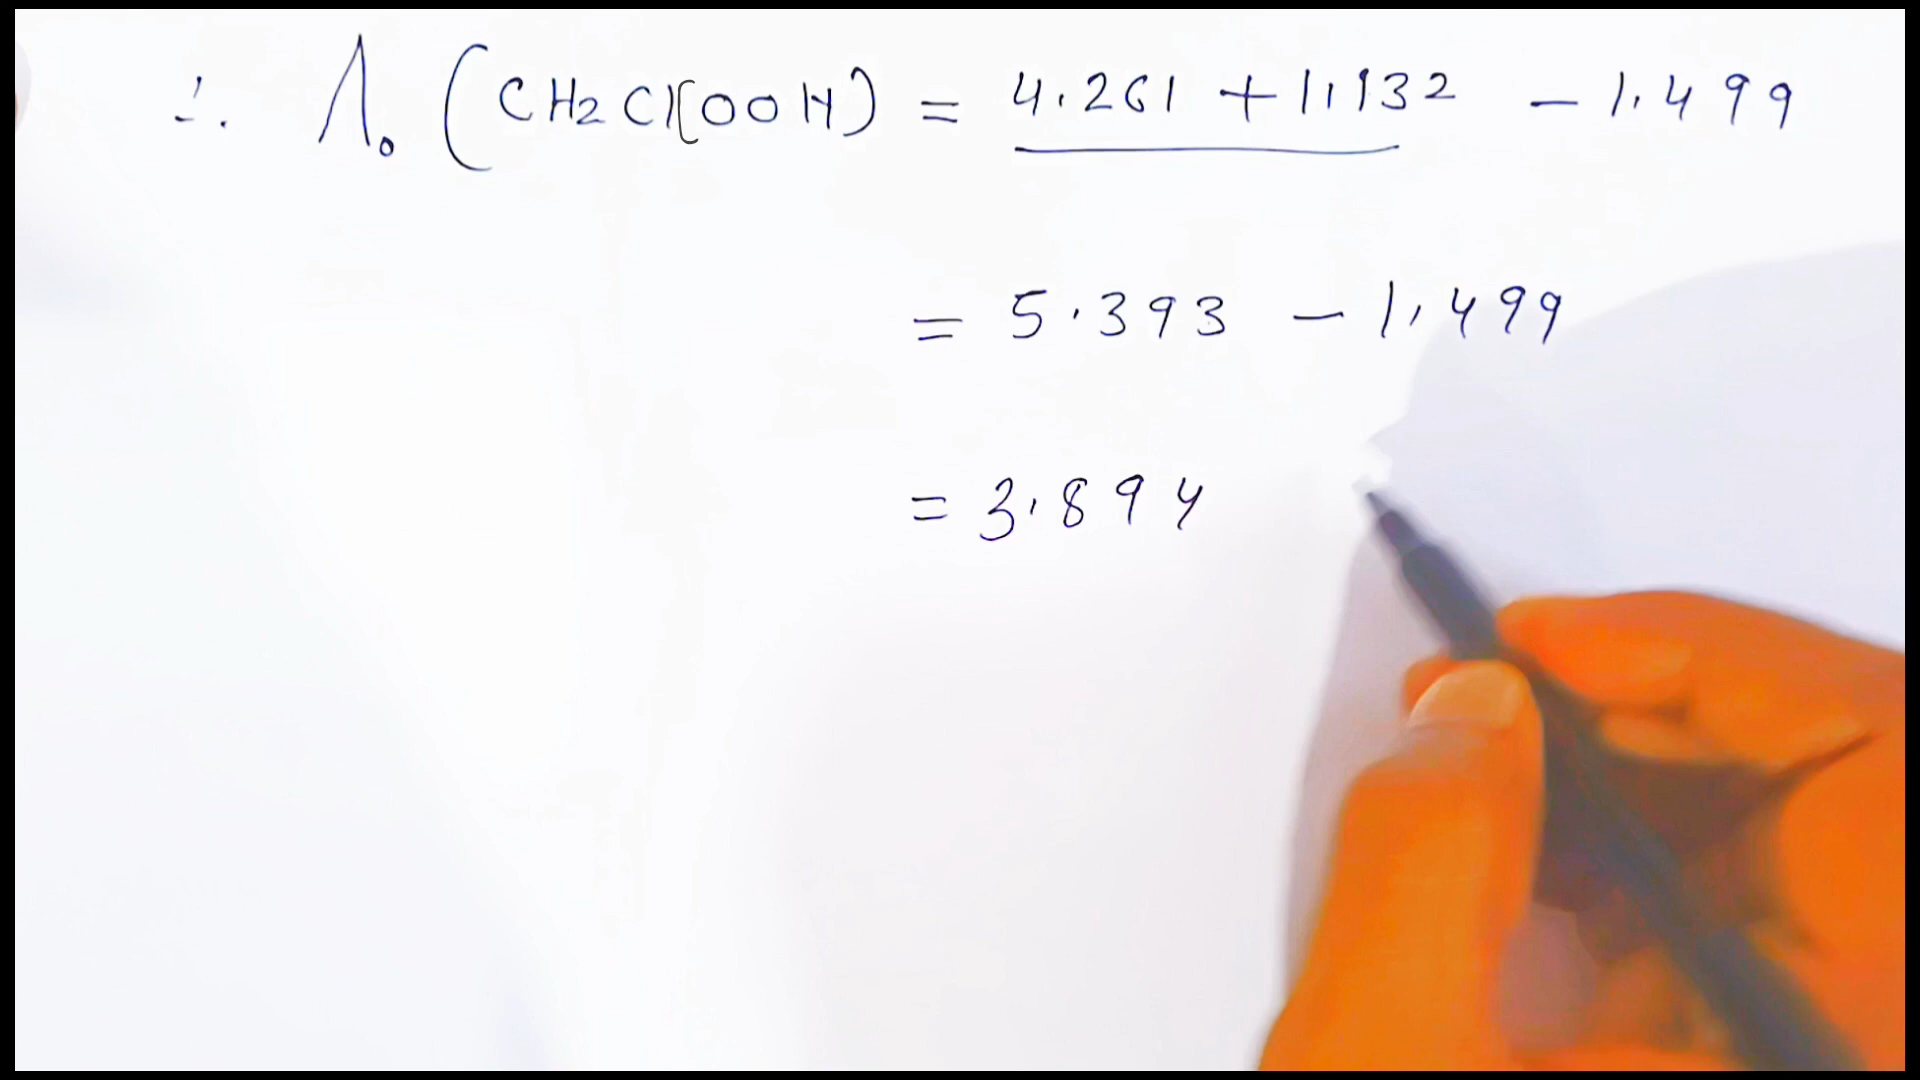 ∴ Λ₀ (CH2ClCOOH) = 4.261 + 1.132 - 1.499
= 5.393 - 1.499
= 3.894